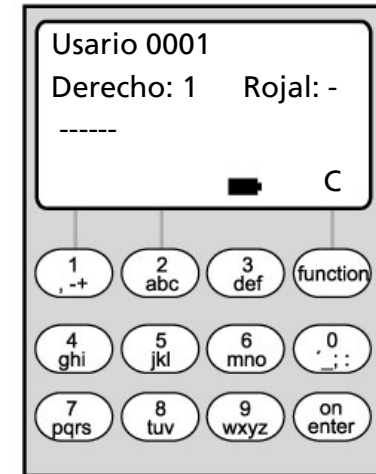 Usario 0001
Derecho: 1 Rojal: -
------
C
1 2 3 function
, -+ abc def
4 5 6 0
ghi jkl mno ´_; :
7 8 9 on
pqrs tuv wxyz enter